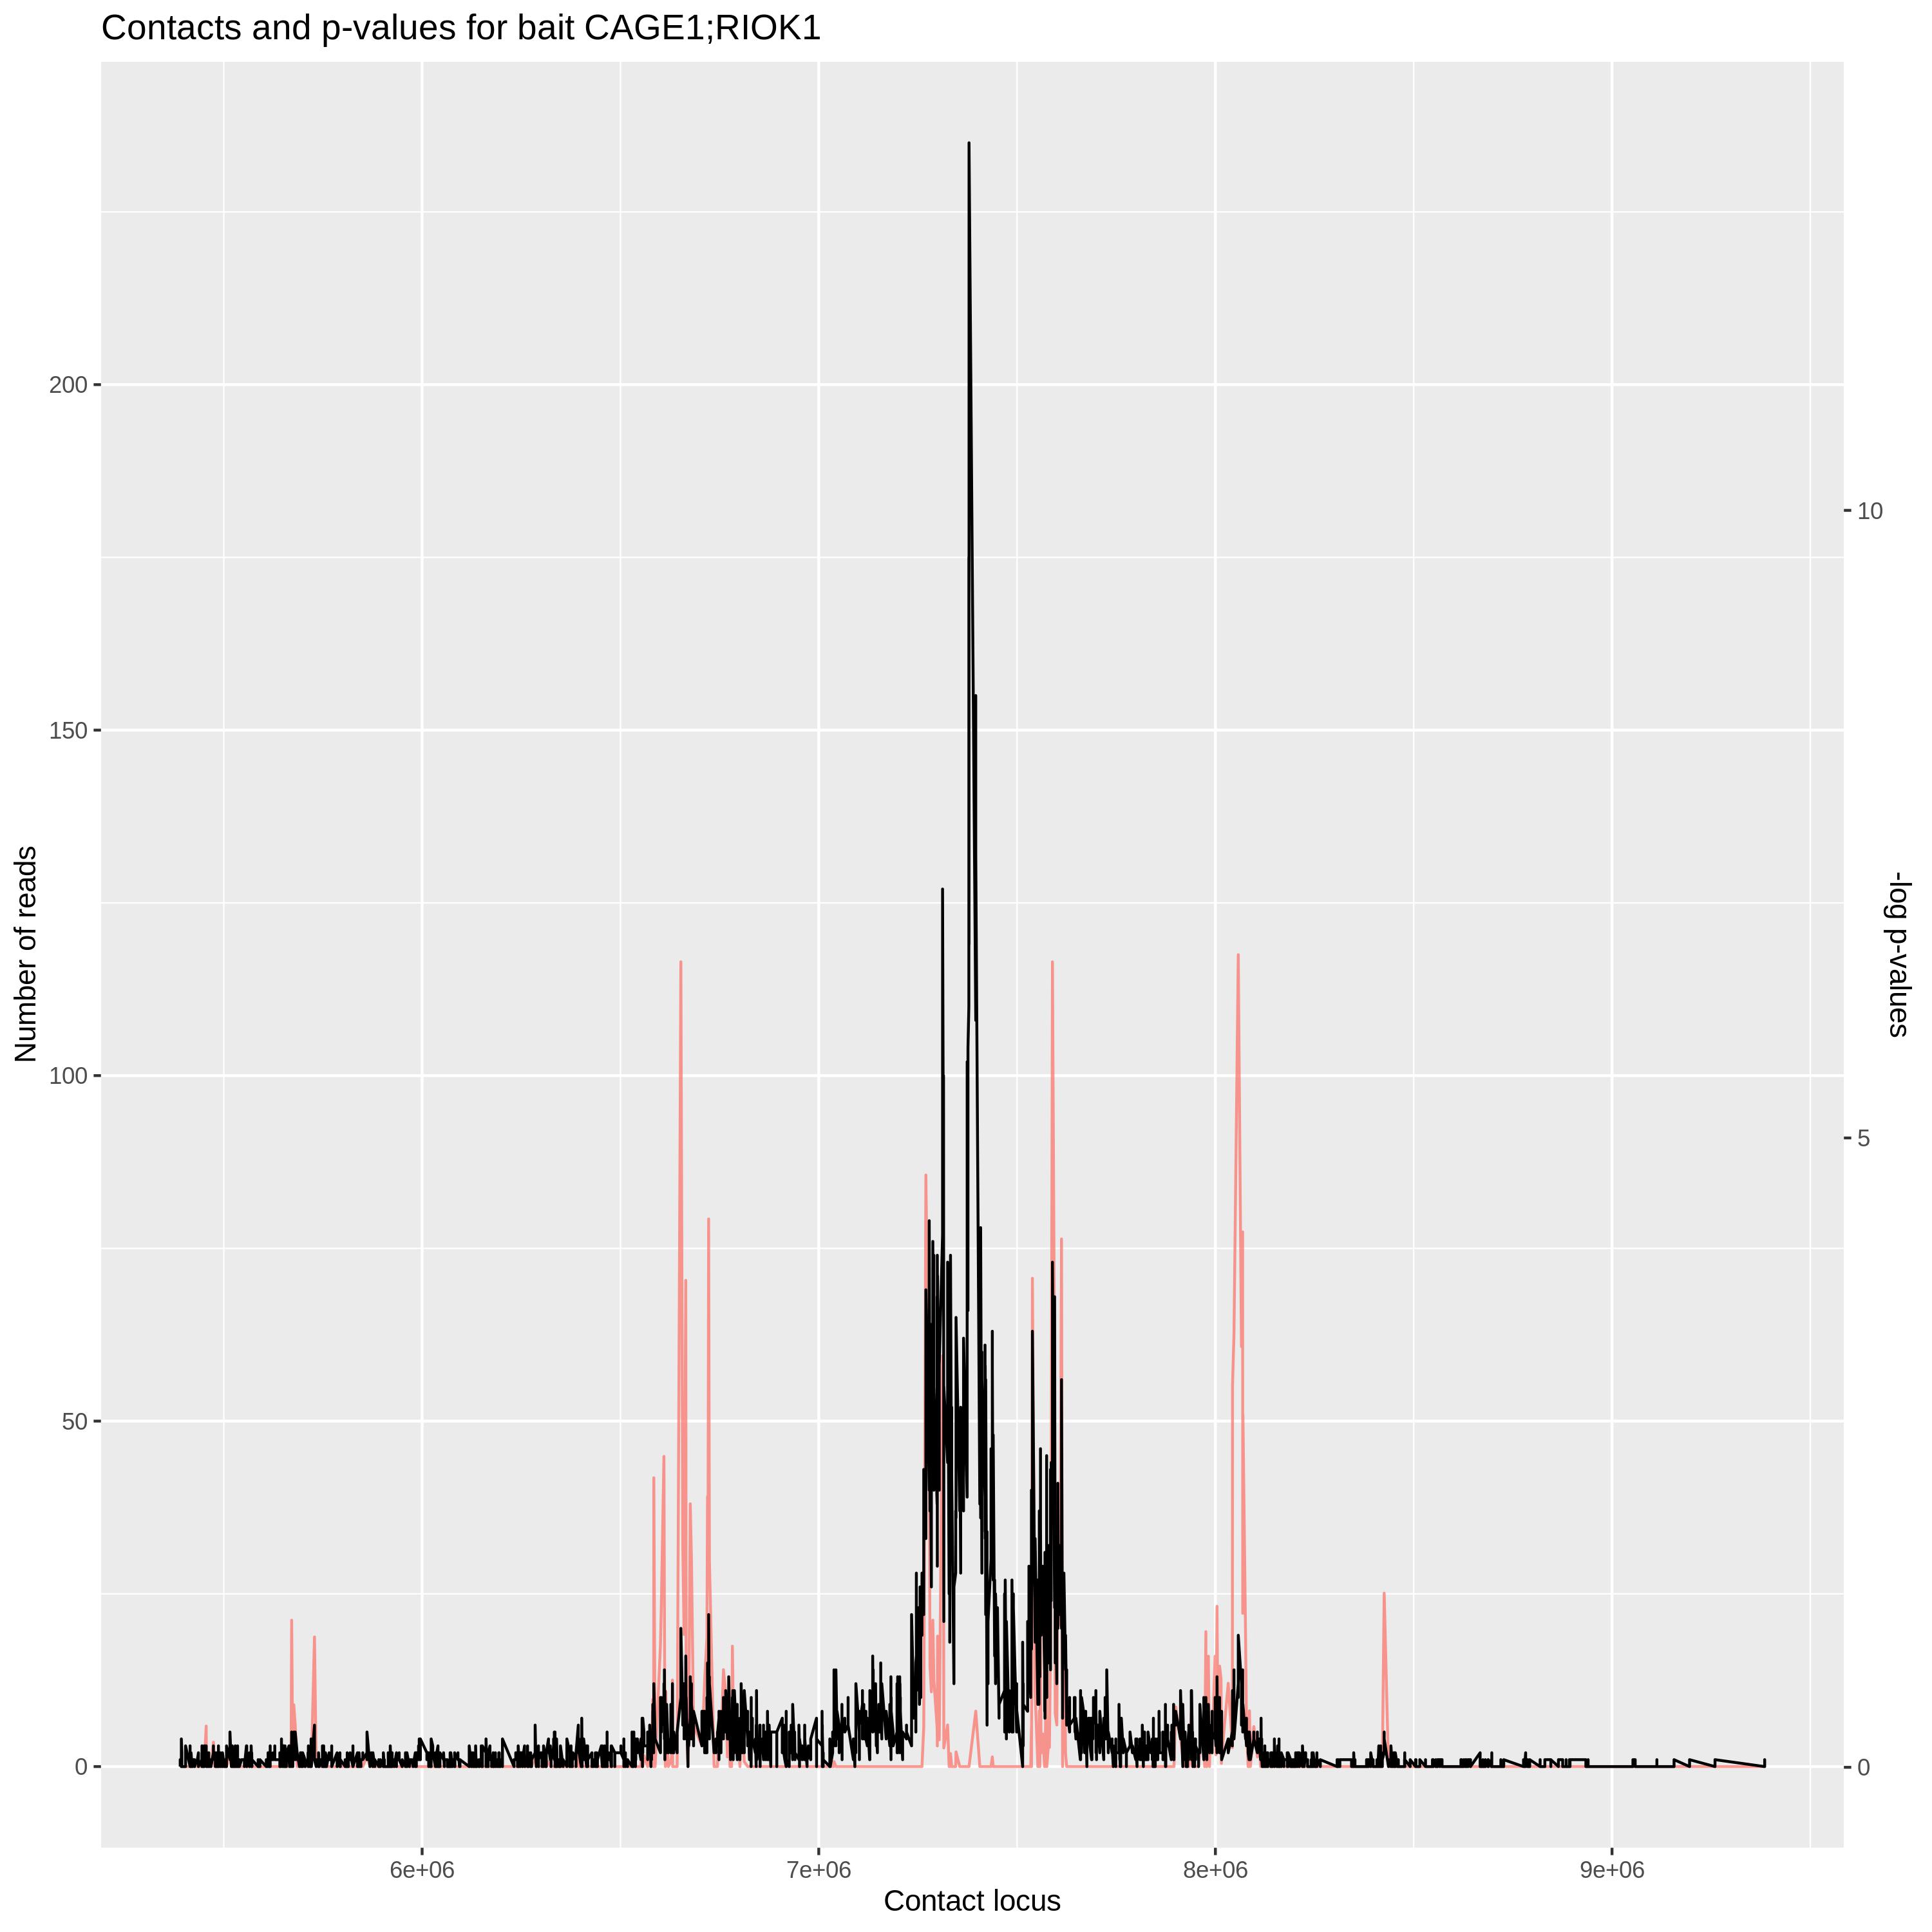 Contacts and p-values for bait CAGE1;RIOK1
200
150
100
50
0
Number of reads
10
5
0
-log p-values
6e+06 7e+06 8e+06 9e+06
Contact locus